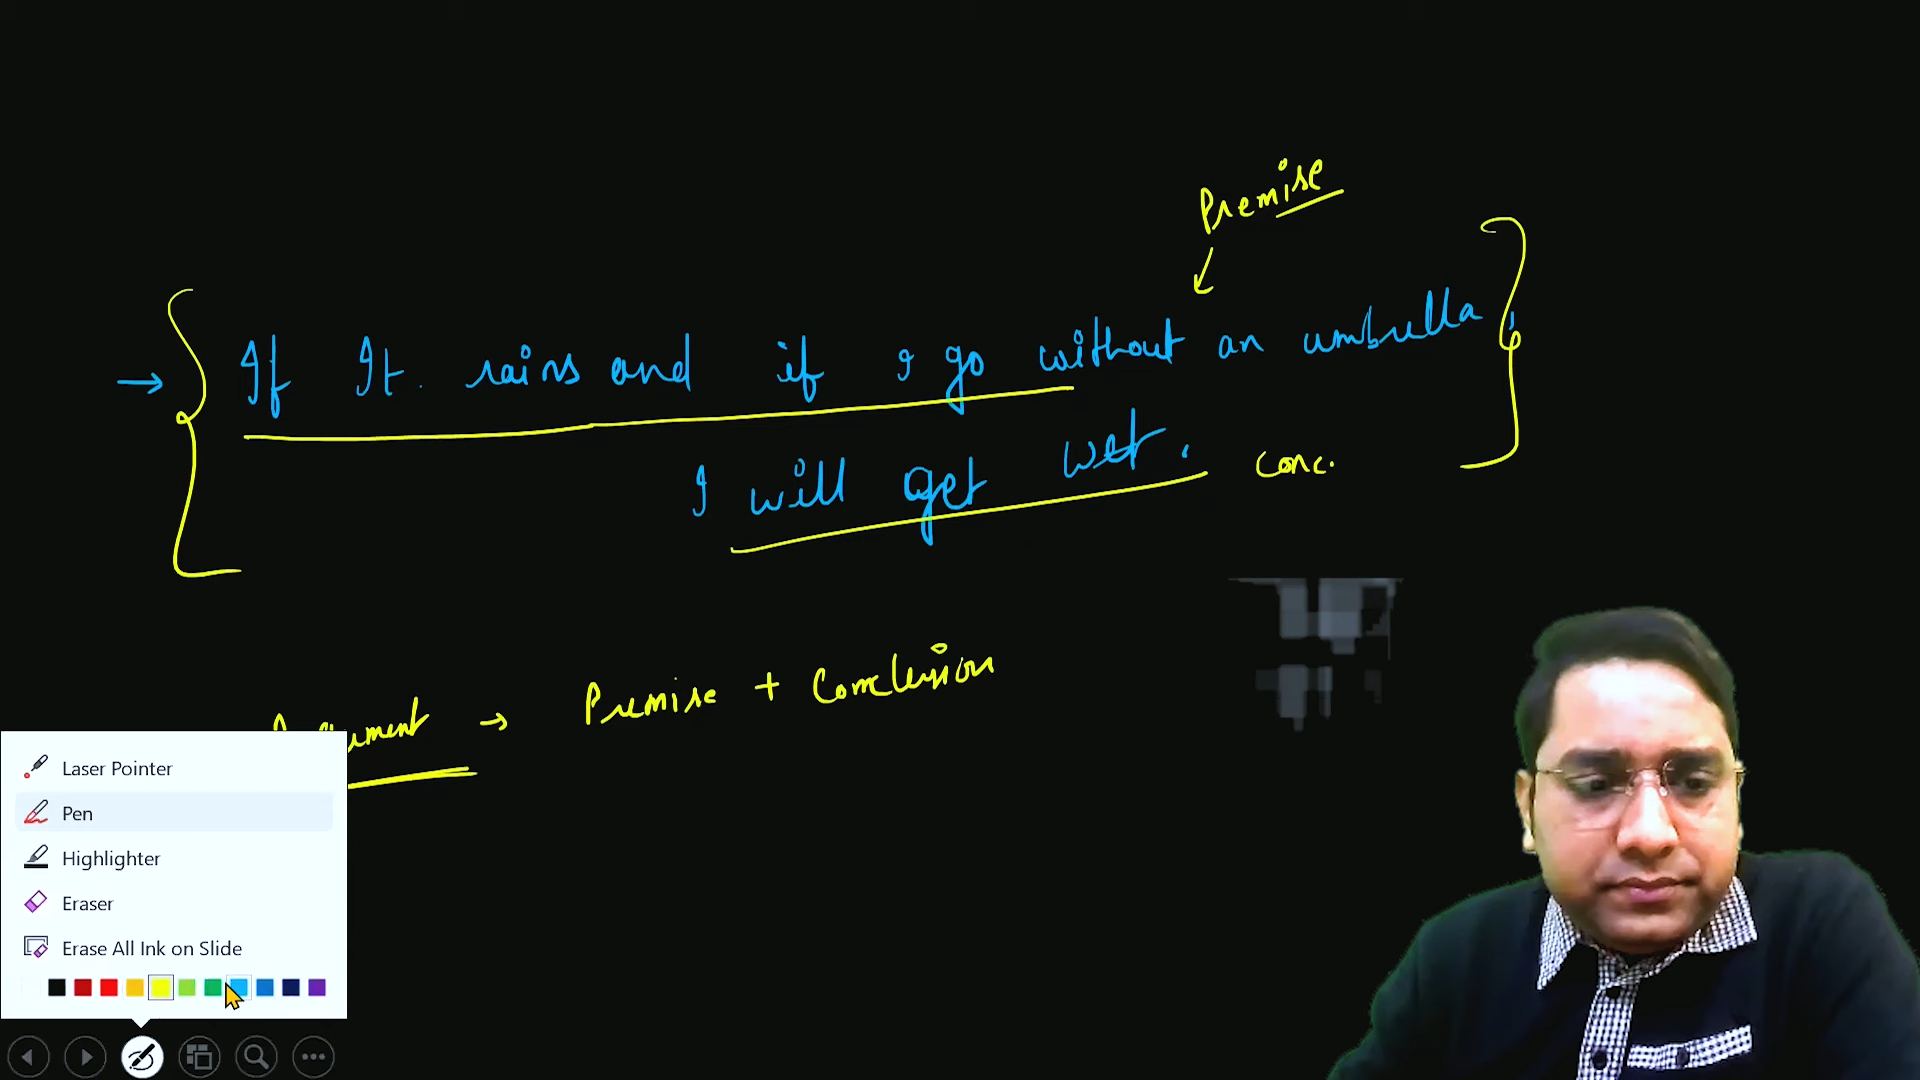 Premise
→ If It. rains and if I go without an umbrella,
I will get wet. conc.
→ Premise + Conclusion
Laser Pointer
Pen
Highlighter
Eraser
Erase All Ink on Slide